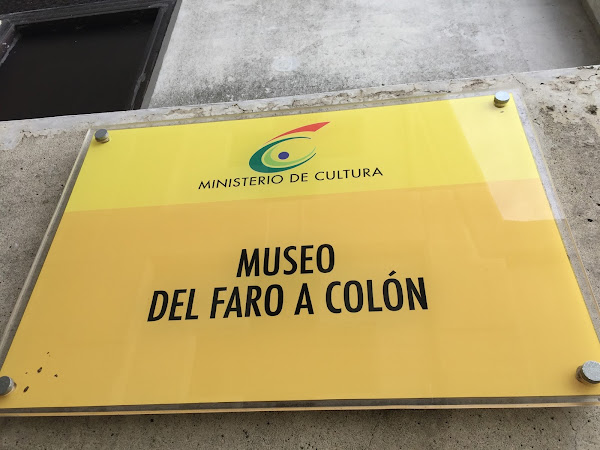 MINISTERIO DE CULTURA
MUSEO
DEL FARO A COLÓN